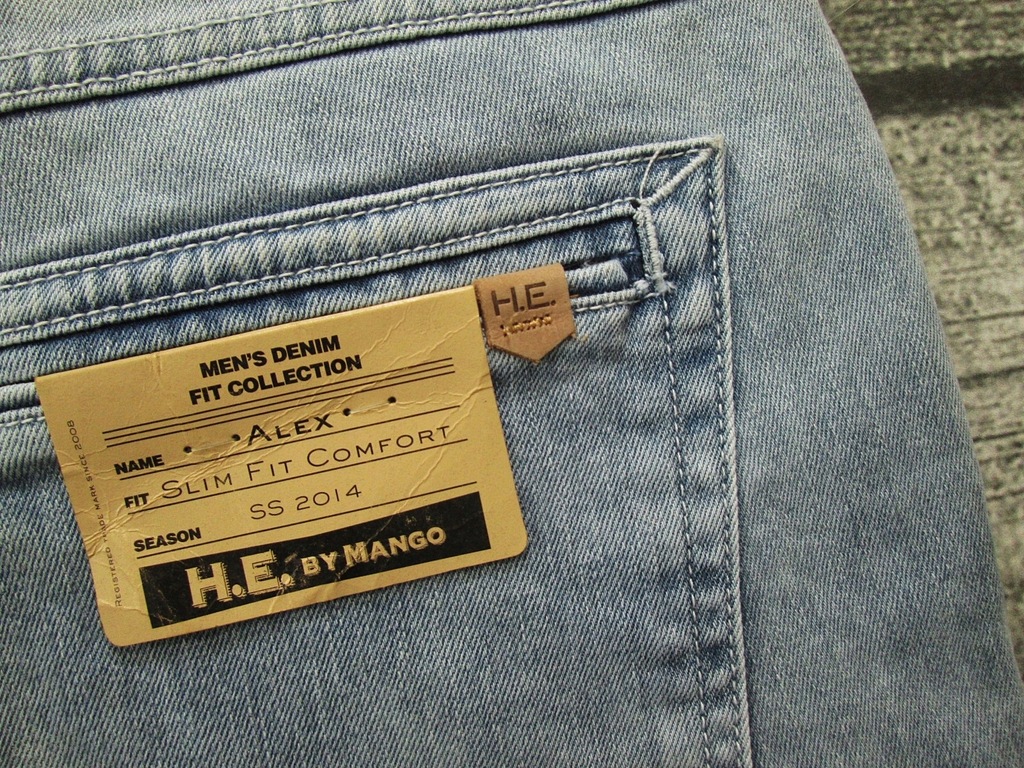 MEN'S DENIM
FIT COLLECTION
NAME ALEX
FIT SLIM FIT COMFORT
SEASON SS 2014
H.E. BY MANGO
REGISTERED TRADE MARK SINCE 2008
H.E.